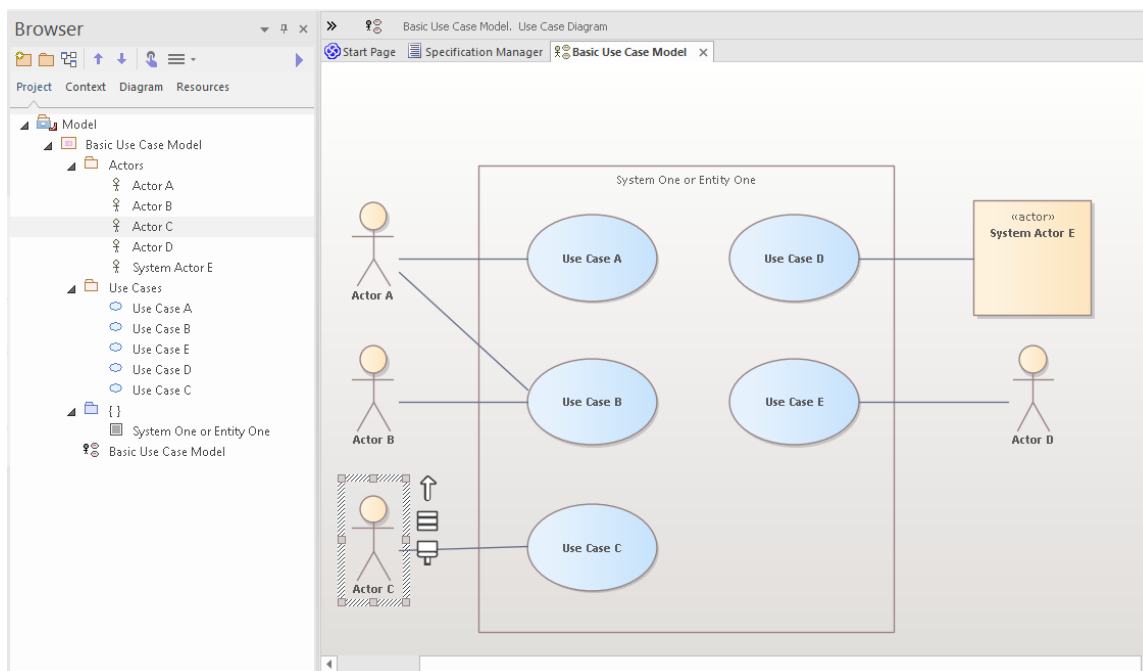 Browser
Project Context Diagram Resources
Model
Basic Use Case Model
Actors
Actor A
Actor B
Actor C
Actor D
System Actor E
Use Cases
Use Case A
Use Case B
Use Case E
Use Case D
Use Case C
{ }
System One or Entity One
Basic Use Case Model
Basic Use Case Model. Use Case Diagram
Start Page Specification Manager Basic Use Case Model
System One or Entity One
«actor»
System Actor E
Use Case A
Use Case D
Actor A
Use Case B
Use Case E
Actor B
Actor D
Use Case C
Actor C